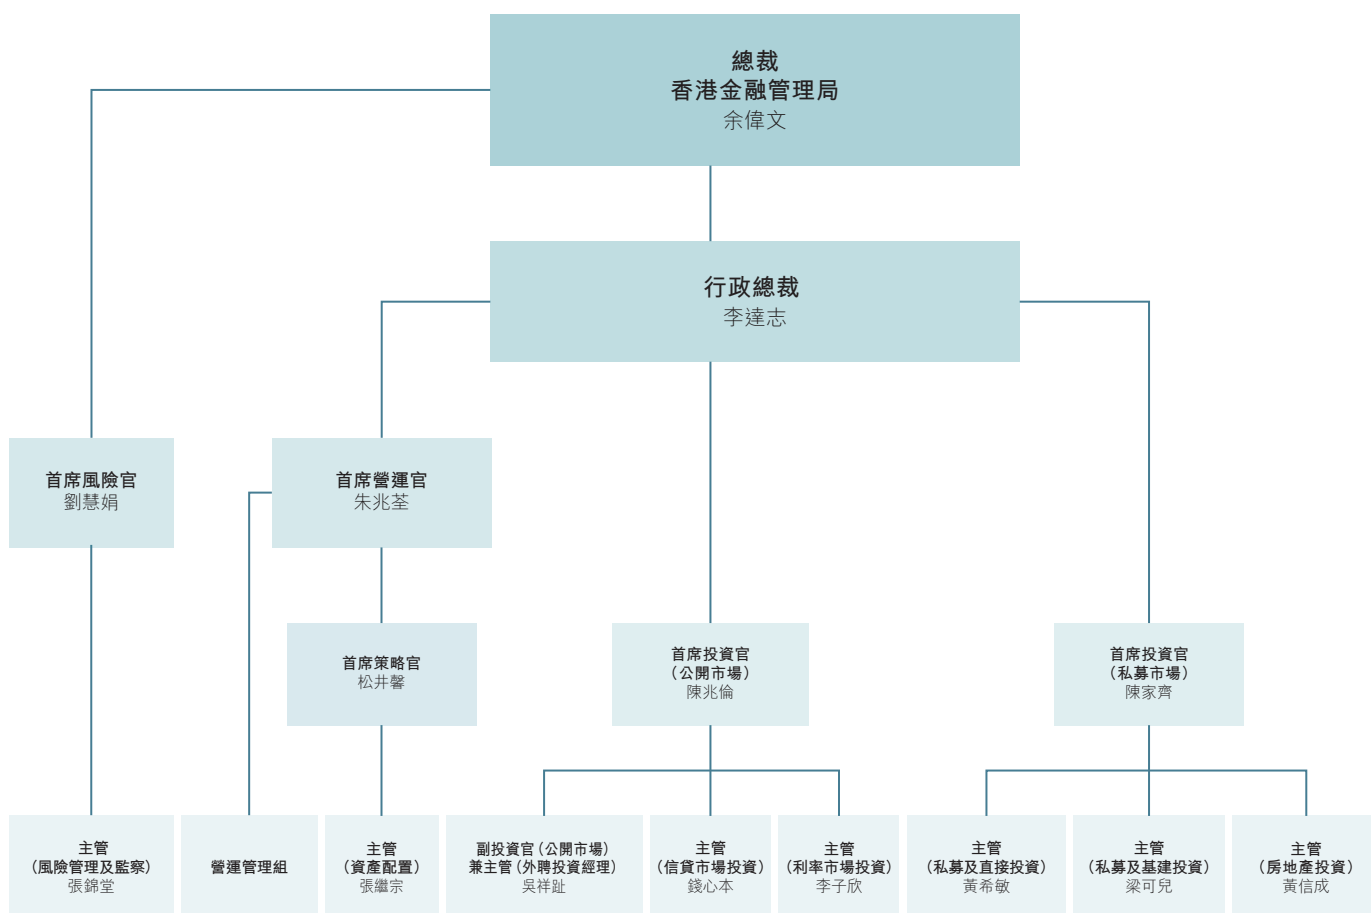 總裁
香港金融管理局
余偉文
行政總裁
李達志
首席風險官
劉慧娟
首席營運官
朱兆荃
首席策略官
松井馨
首席投資官
（公開市場）
陳兆倫
首席投資官
（私募市場）
陳家齊
主管
（風險管理及監察）
張錦堂
營運管理組
主管
（資產配置）
張繼宗
副投資官（公開市場）
兼主管（外聘投資經理）
吳祥趾
主管
（信貸市場投資）
錢心本
主管
（利率市場投資）
李子欣
主管
（私募及直接投資）
黃希敏
主管
（私募及基建投資）
梁可兒
主管
（房地產投資）
黃信成